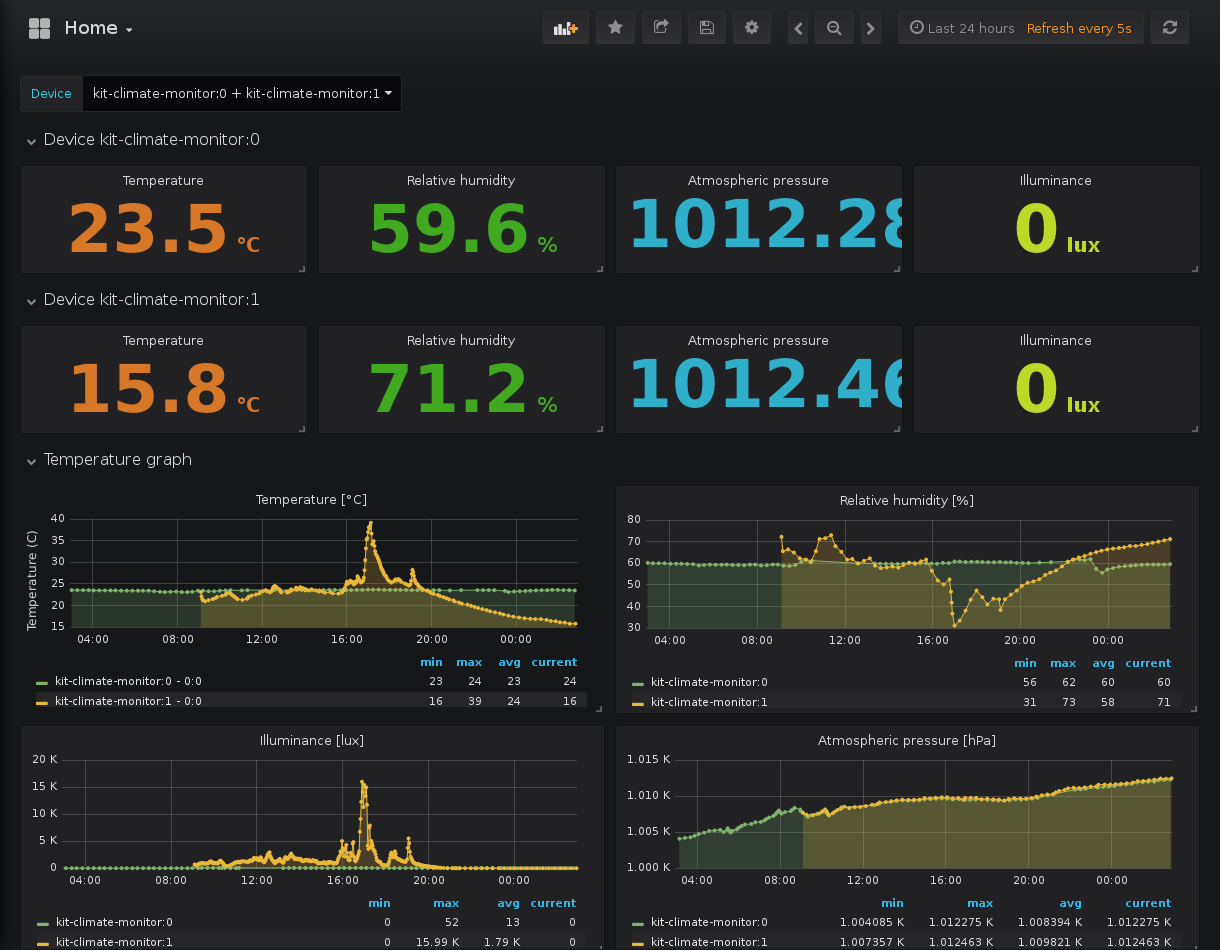 Home
Last 24 hours Refresh every 5s
Device kit-climate-monitor:0 + kit-climate-monitor:1
Device kit-climate-monitor:0
Temperature Relative humidity Atmospheric pressure Illuminance
23.5 °C 59.6 % 1012.28 0 lux
Device kit-climate-monitor:1
Temperature Relative humidity Atmospheric pressure Illuminance
15.8 °C 71.2 % 1012.46 0 lux
Temperature graph
Temperature [°C]
Temperature (C)
40
35
30
25
20
15
04:00 08:00 12:00 16:00 20:00 00:00
min max avg current
kit-climate-monitor:0 - 0:0 23 24 23 24
kit-climate-monitor:1 - 0:0 16 39 24 16
Relative humidity [%]
80
70
60
50
40
30
04:00 08:00 12:00 16:00 20:00 00:00
min max avg current
kit-climate-monitor:0 56 62 60 60
kit-climate-monitor:1 31 73 58 71
Illuminance [lux]
20 K
15 K
10 K
5 K
0
04:00 08:00 12:00 16:00 20:00 00:00
min max avg current
kit-climate-monitor:0 0 52 13 0
kit-climate-monitor:1 0 15.99 K 1.79 K 0
Atmospheric pressure [hPa]
1.015 K
1.010 K
1.005 K
1.000 K
04:00 08:00 12:00 16:00 20:00 00:00
min max avg current
kit-climate-monitor:0 1.004085 K 1.012275 K 1.008394 K 1.012275 K
kit-climate-monitor:1 1.007357 K 1.012463 K 1.009821 K 1.012463 K